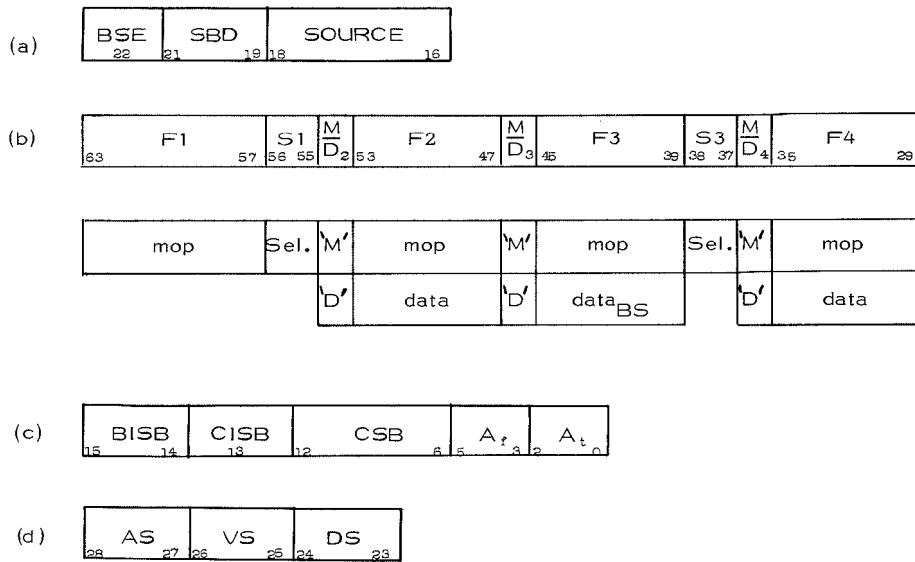 (a) BSE SBD SOURCE
22 21 19 18 16
(b) F1 S1 M/D2 F2 M/D3 F3 S3 M/D4 F4
63 57 56 55 53 47 45 39 38 37 35 29
mop Sel. 'M' mop 'M' mop Sel. 'M' mop
'D' data 'D' dataBS 'D' data
(c) BISB CISB CSB Af At
15 14 13 12 6 5 3 2 0
(d) AS VS DS
28 27 26 25 24 23